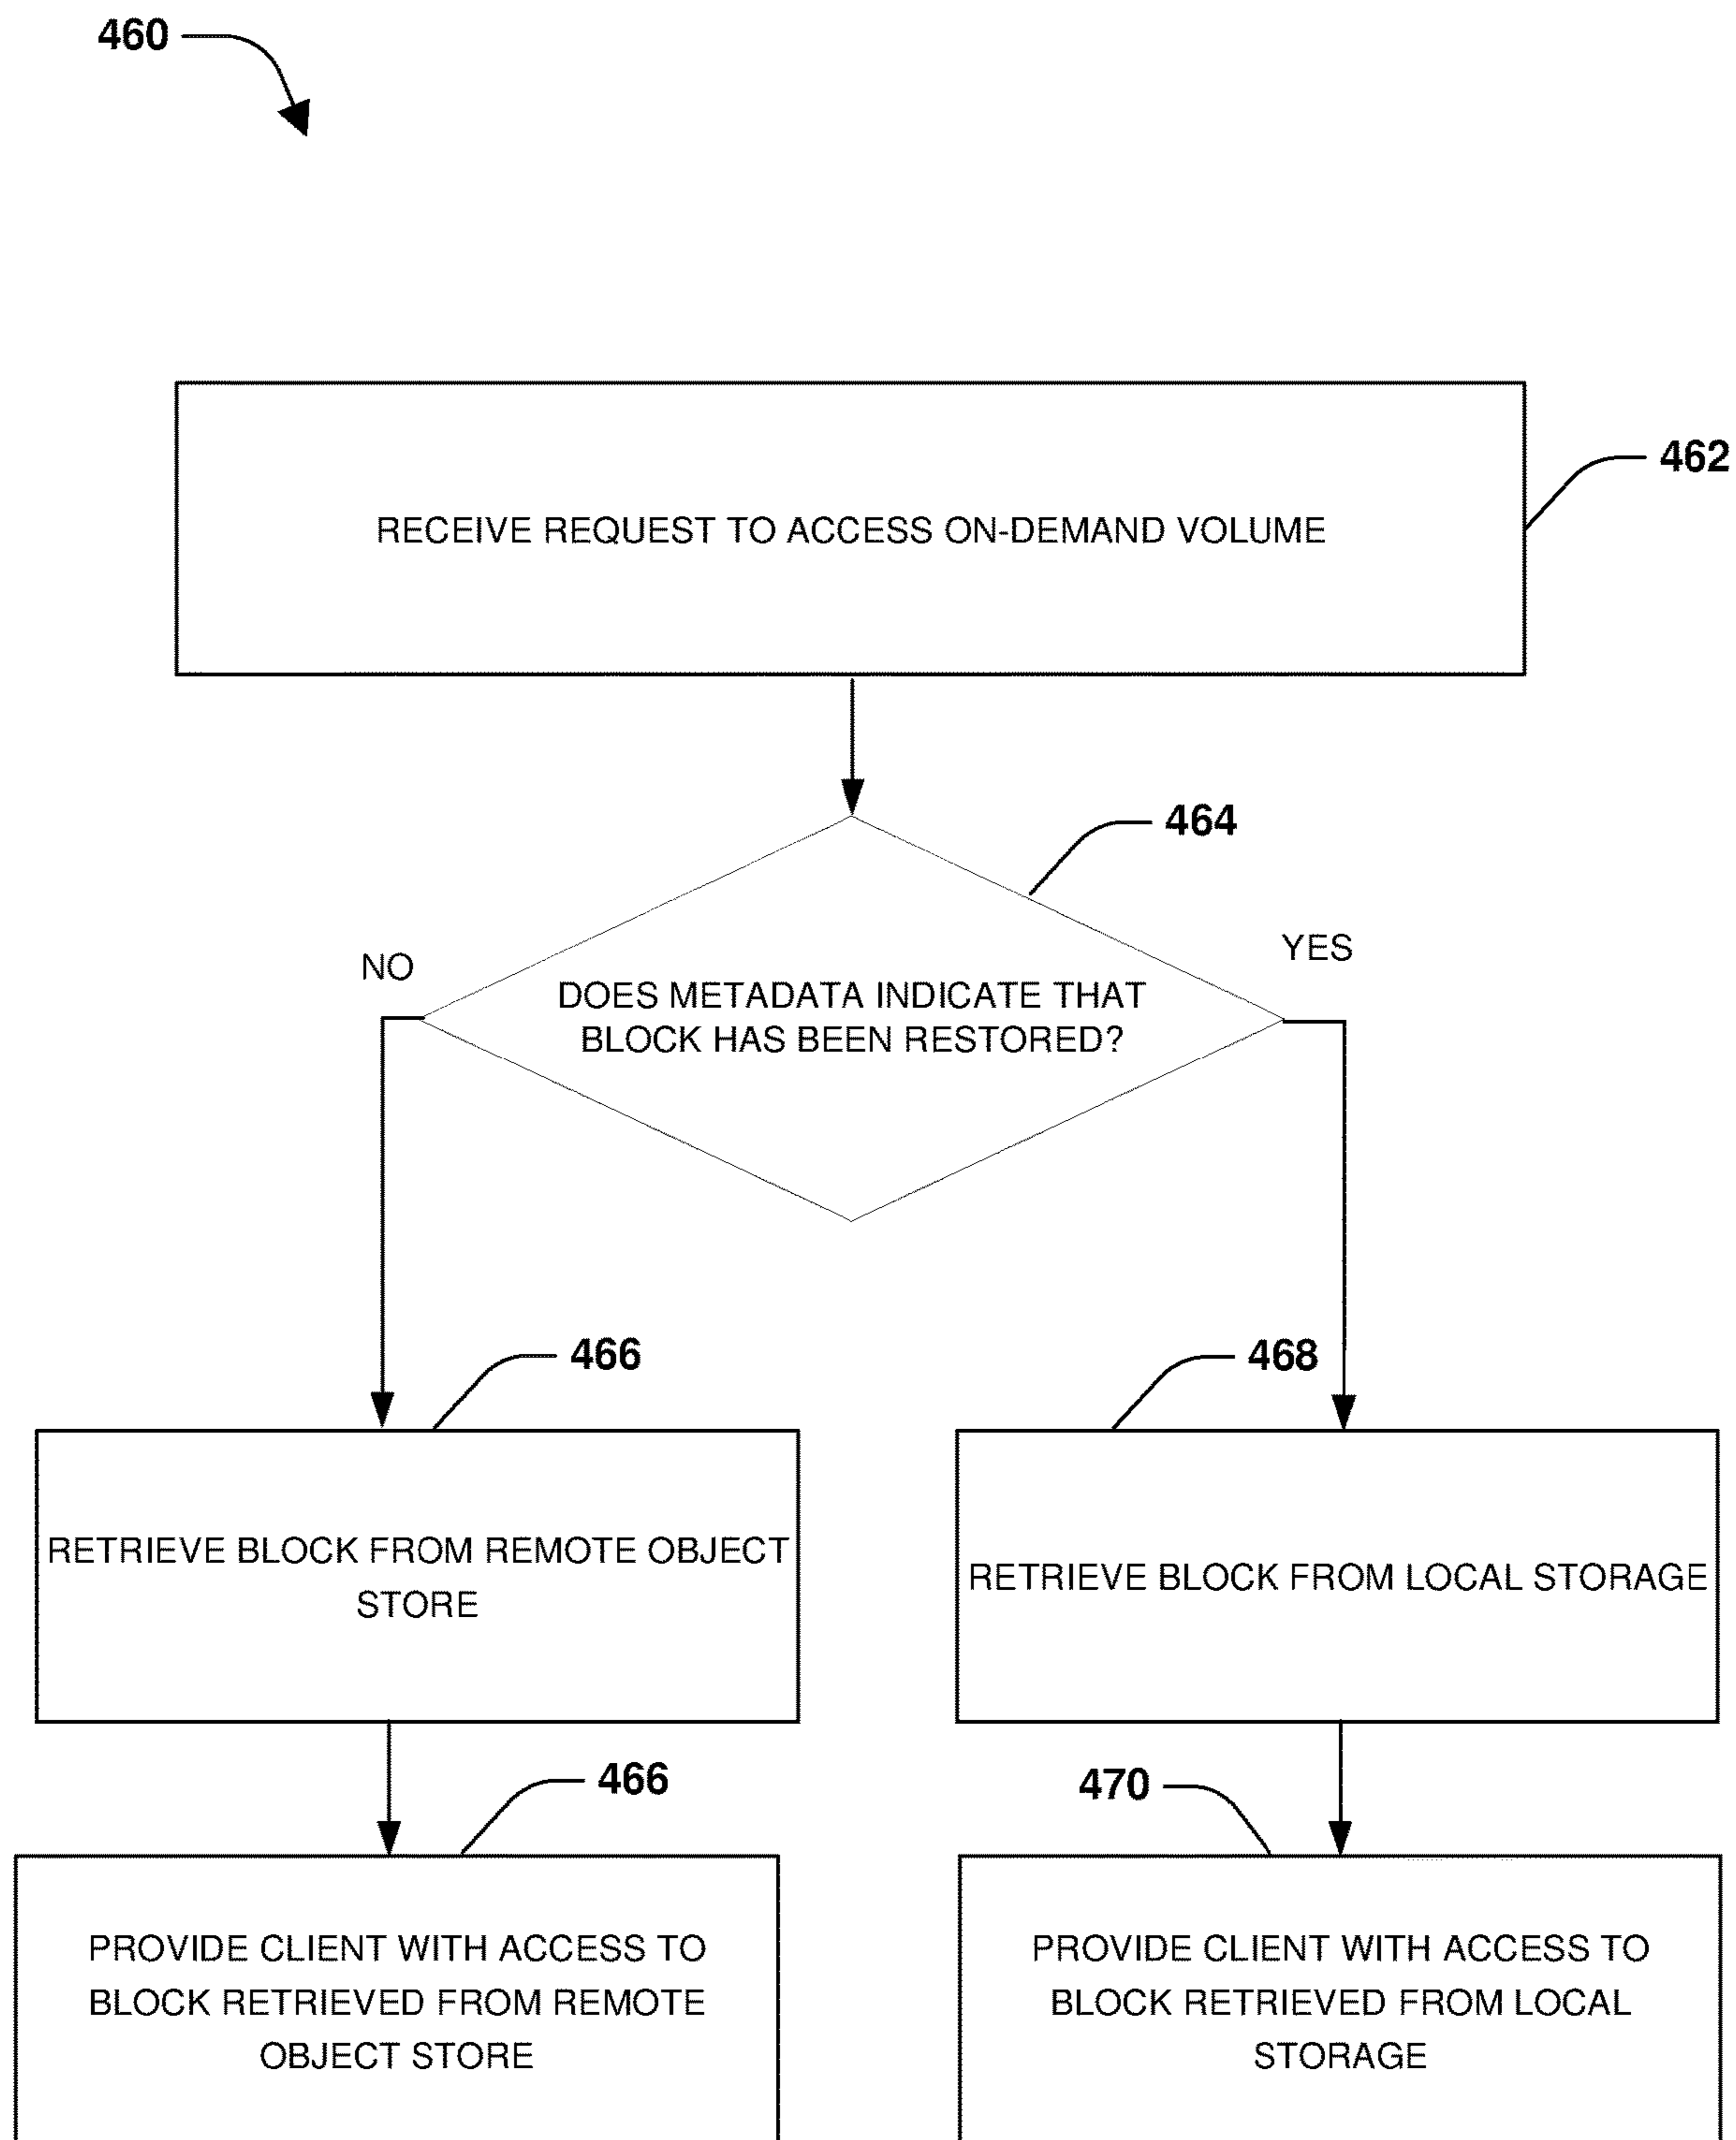 460
462
RECEIVE REQUEST TO ACCESS ON-DEMAND VOLUME
464
NO
YES
DOES METADATA INDICATE THAT
BLOCK HAS BEEN RESTORED?
466
468
RETRIEVE BLOCK FROM REMOTE OBJECT
STORE
RETRIEVE BLOCK FROM LOCAL STORAGE
466
470
PROVIDE CLIENT WITH ACCESS TO
BLOCK RETRIEVED FROM REMOTE
OBJECT STORE
PROVIDE CLIENT WITH ACCESS TO
BLOCK RETRIEVED FROM LOCAL
STORAGE